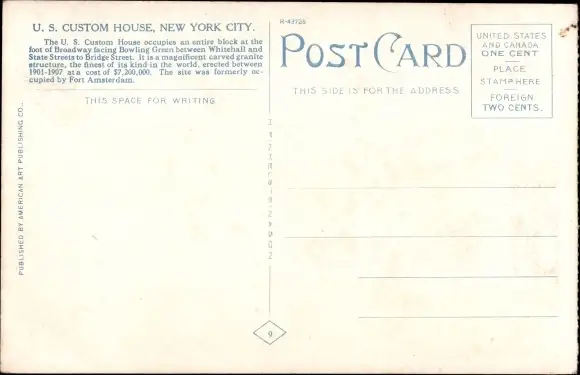 U. S. CUSTOM HOUSE, NEW YORK CITY.
The U. S. Custom House occupies an entire block at the
foot of Broadway facing Bowling Green between Whitehall and
State Streets to Bridge Street. It is a magnificent carved granite
structure, the finest of its kind in the world, erected between
1901-1907 at a cost of $7,200,000. The site was formerly oc-
cupied by Fort Amsterdam.
THIS SPACE FOR WRITING
PUBLISHED BY AMERICAN ART PUBLISHING CO.,
R-43725
POST CARD
THIS SIDE IS FOR THE ADDRESS
UNITED STATES
AND CANADA
ONE CENT
PLACE
STAMP HERE
FOREIGN
TWO CENTS.
9